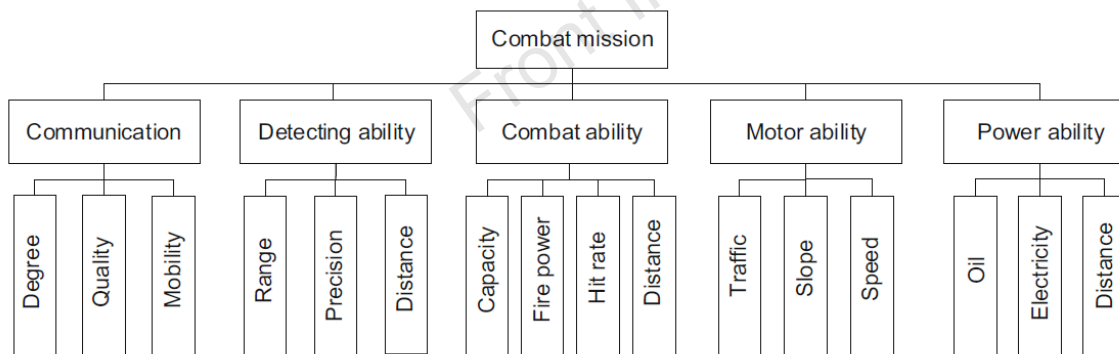 Combat mission
Communication
Detecting ability
Combat ability
Motor ability
Power ability
Degree
Quality
Mobility
Range
Precision
Distance
Capacity
Fire power
Hit rate
Distance
Traffic
Slope
Speed
Oil
Electricity
Distance
Front